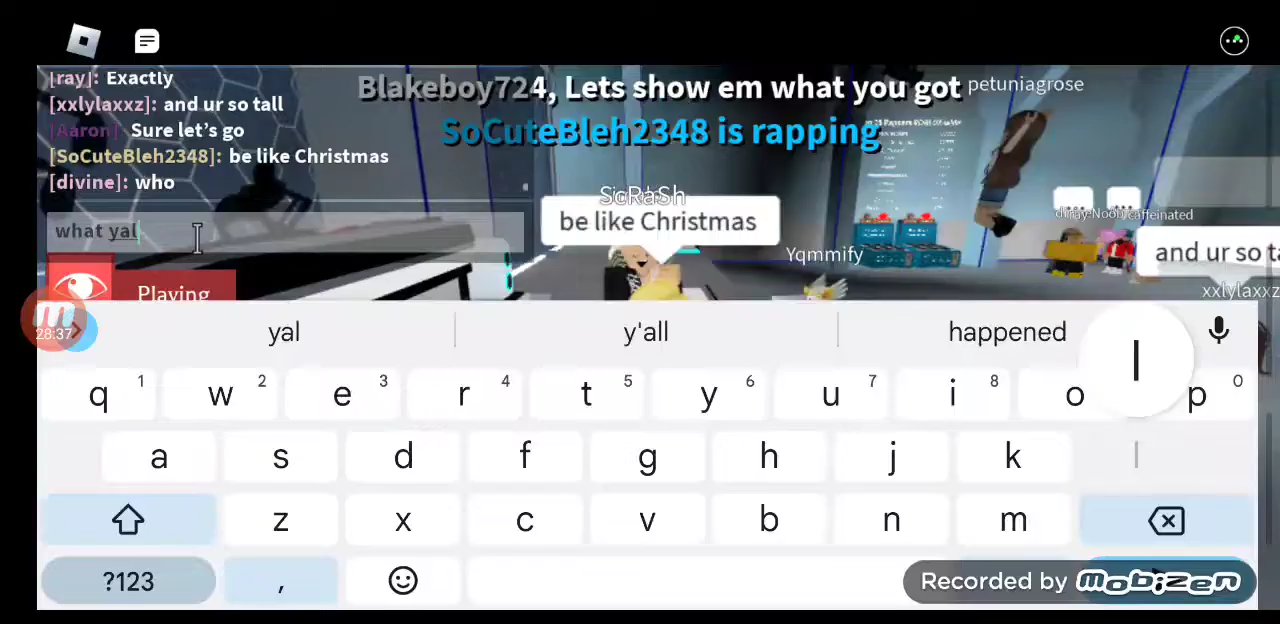 [ray]: Exactly
[xxlylaxxz]: and ur so tall
[Aaron]: Sure let's go
[SoCuteBleh2348]: be like Christmas
[divine]: who
what yal
Playing
28:37
Blakeboy724, Lets show em what you got
SoCuteBleh2348 is rapping
petuniagrose
be like Christmas
Yqmmify
caffeinated
and ur so ta
xxlylaxxz
yal y'all happened
q 1 w 2 e 3 r 4 t 5 y 6 u 7 i 8 o p 0
a s d f g h j k l
z x c v b n m
?123 ,
Recorded by mobizen